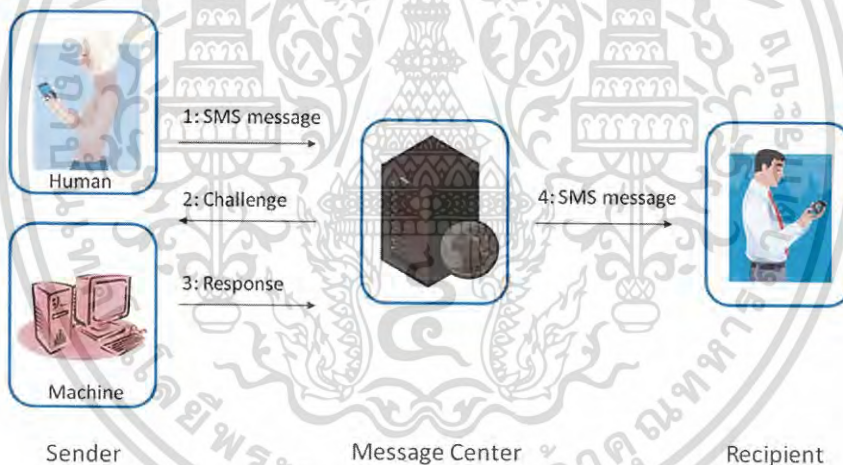 1: SMS message
Human
2: Challenge
4: SMS message
3: Response
Machine
Sender
Message Center
Recipient